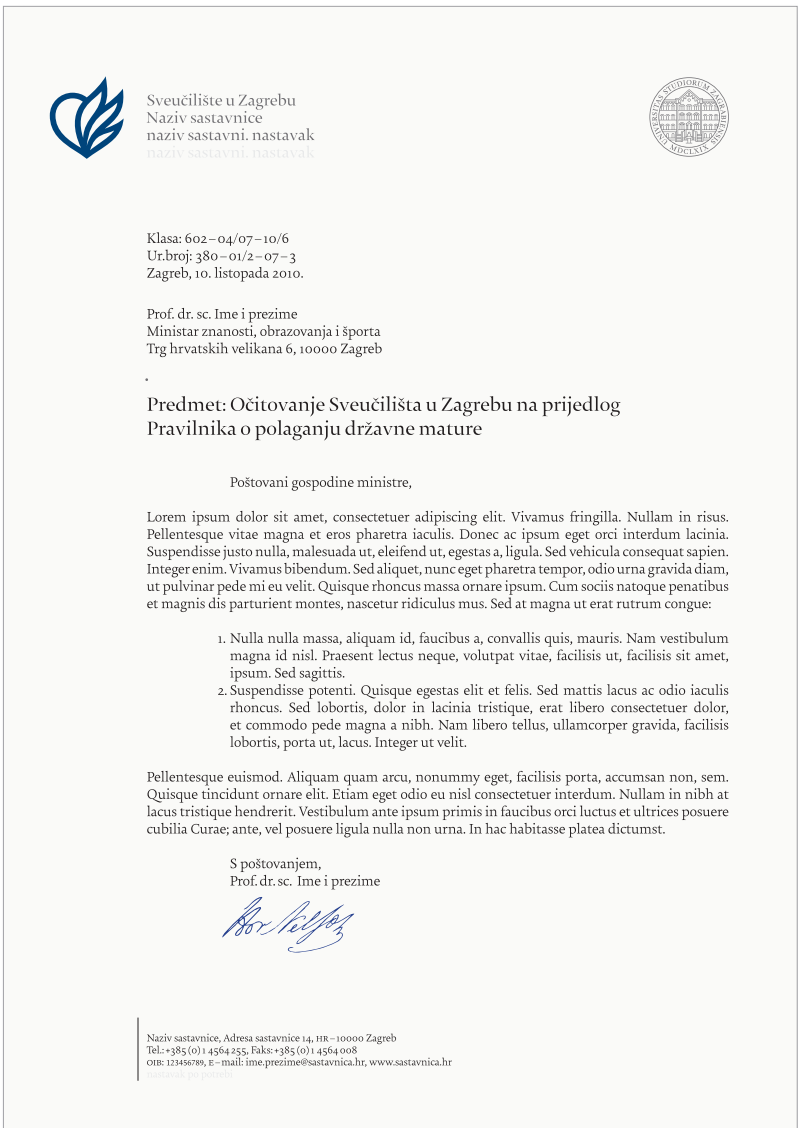 Sveučilište u Zagrebu
Naziv sastavnice
naziv sastavni. nastavak
naziv sastavni. nastavak
UNIVERSITAS STUDIORUM ZAGRABIENSIS
MDCLXIX
Klasa: 602–04/07–10/6
Ur.broj: 380–01/2–07–3
Zagreb, 10. listopada 2010.
Prof. dr. sc. Ime i prezime
Ministar znanosti, obrazovanja i športa
Trg hrvatskih velikana 6, 10000 Zagreb
Predmet: Očitovanje Sveučilišta u Zagrebu na prijedlog
Pravilnika o polaganju državne mature
Poštovani gospodine ministre,
Lorem ipsum dolor sit amet, consectetuer adipiscing elit. Vivamus fringilla. Nullam in risus.
Pellentesque vitae magna et eros pharetra iaculis. Donec ac ipsum eget orci interdum lacinia.
Suspendisse justo nulla, malesuada ut, eleifend ut, egestas a, ligula. Sed vehicula consequat sapien.
Integer enim. Vivamus bibendum. Sed aliquet, nunc eget pharetra tempor, odio urna gravida diam,
ut pulvinar pede mi eu velit. Quisque rhoncus massa ornare ipsum. Cum sociis natoque penatibus
et magnis dis parturient montes, nascetur ridiculus mus. Sed at magna ut erat rutrum congue:
1. Nulla nulla massa, aliquam id, faucibus a, convallis quis, mauris. Nam vestibulum
magna id nisl. Praesent lectus neque, volutpat vitae, facilisis ut, facilisis sit amet,
ipsum. Sed sagittis.
2. Suspendisse potenti. Quisque egestas elit et felis. Sed mattis lacus ac odio iaculis
rhoncus. Sed lobortis, dolor in lacinia tristique, erat libero consectetuer dolor,
et commodo pede magna a nibh. Nam libero tellus, ullamcorper gravida, facilisis
lobortis, porta ut, lacus. Integer ut velit.
Pellentesque euismod. Aliquam quam arcu, nonummy eget, facilisis porta, accumsan non, sem.
Quisque tincidunt ornare elit. Etiam eget odio eu nisl consectetuer interdum. Nullam in nibh at
lacus tristique hendrerit. Vestibulum ante ipsum primis in faucibus orci luctus et ultrices posuere
cubilia Curae; ante, vel posuere ligula nulla non urna. In hac habitasse platea dictumst.
S poštovanjem,
Prof. dr. sc. Ime i prezime
Naziv sastavnice, Adresa sastavnice 14, HR–10000 Zagreb
Tel.: +385 (0) 1 4564 255, Faks: +385 (0) 1 4564 008
OIB: 123456789, E–mail: ime.prezime@sastavnica.hr, www.sastavnica.hr
nastavak po potrebi